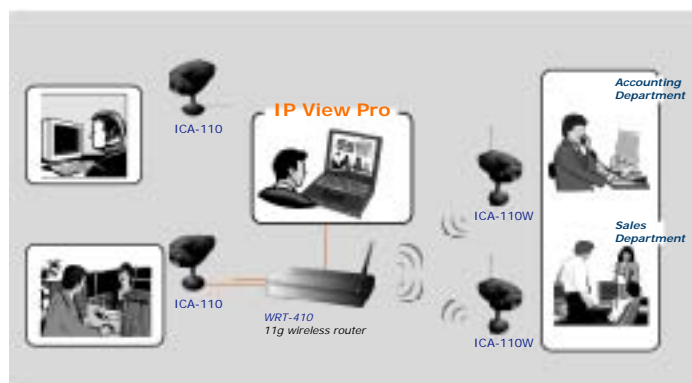 IP View Pro
ICA-110
ICA-110
WRT-410
11g wireless router
ICA-110W
ICA-110W
Accounting
Department
Sales
Department